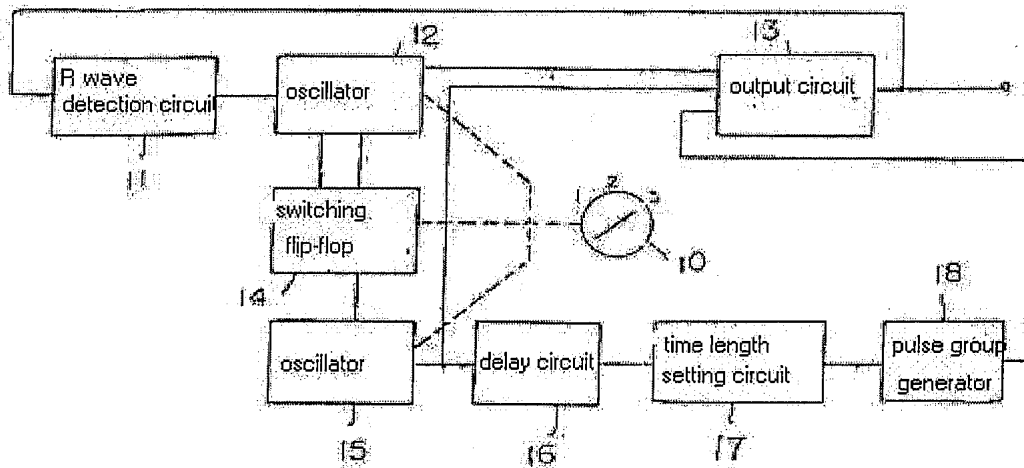 12
13
R wave
detection circuit
oscillator
output circuit
11
1 2 3
switching
flip-flop
10
14
18
oscillator
delay circuit
time length
setting circuit
pulse group
generator
15
16
17